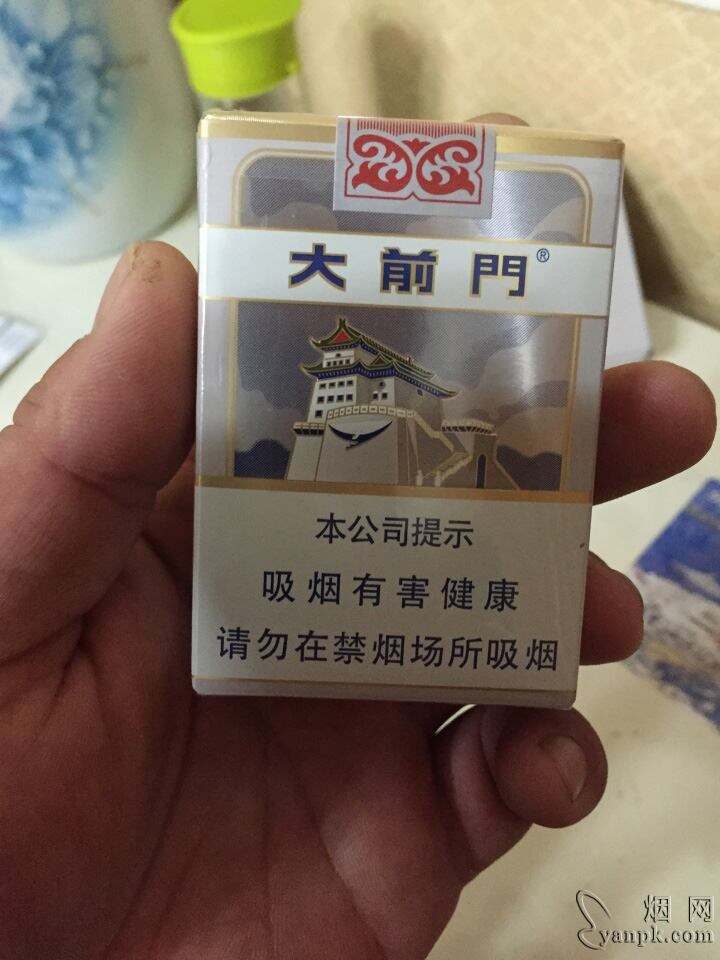 大前門®
本公司提示
吸烟有害健康
请勿在禁烟场所吸烟
烟网
yanpk.com